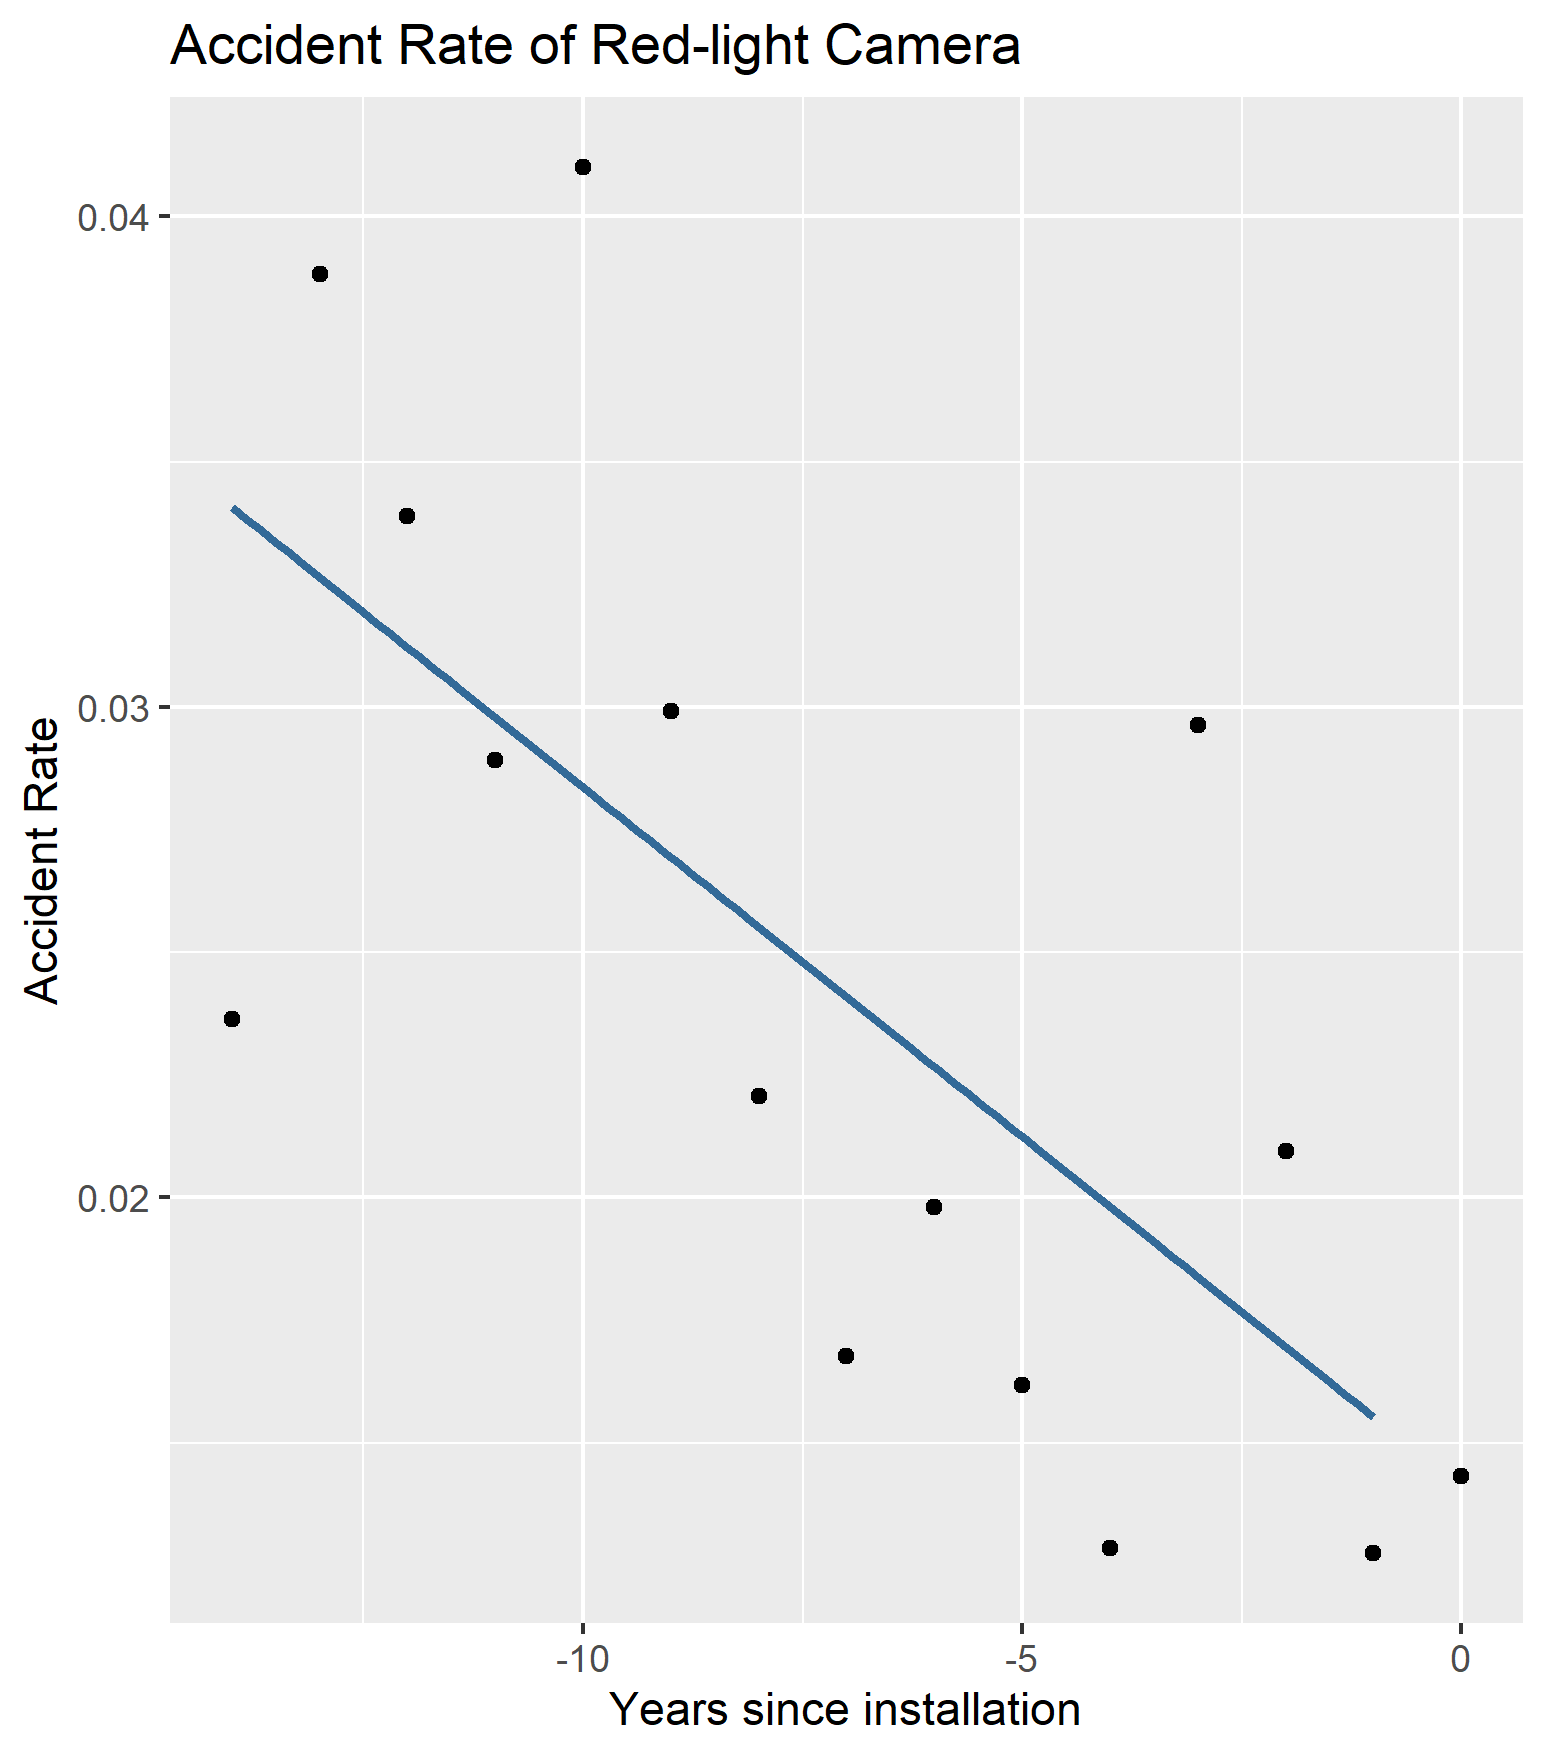 Accident Rate of Red-light Camera
0.04
0.03
0.02
Accident Rate
-10
-5
0
Years since installation